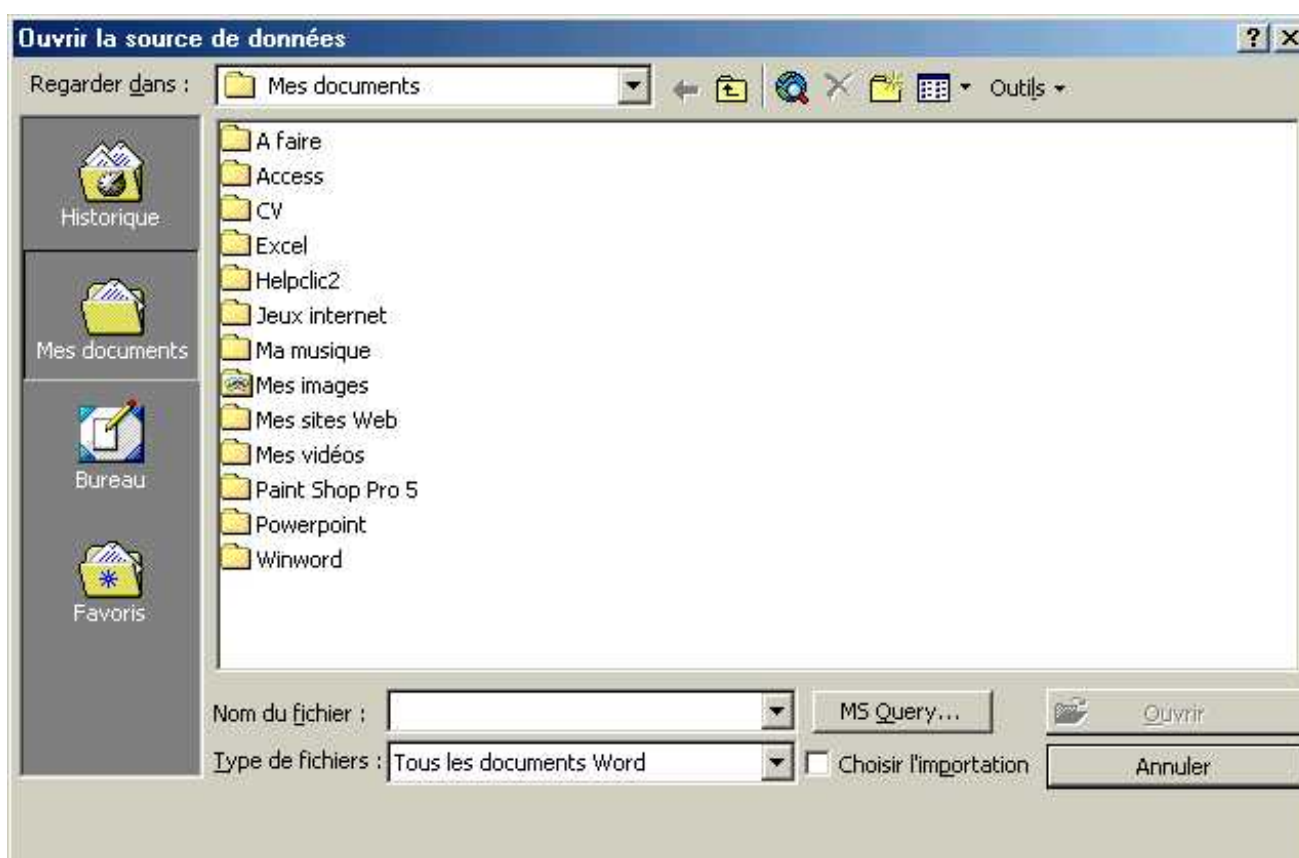 Ouvrir la source de données
Regarder dans : Mes documents Outils
Historique
Mes documents
Bureau
Favoris
A faire
Access
CV
Excel
Helpclic2
Jeux internet
Ma musique
Mes images
Mes sites Web
Mes vidéos
Paint Shop Pro 5
Powerpoint
Winword
Nom du fichier : MS Query... Ouvrir
Type de fichiers : Tous les documents Word Choisir l'importation Annuler